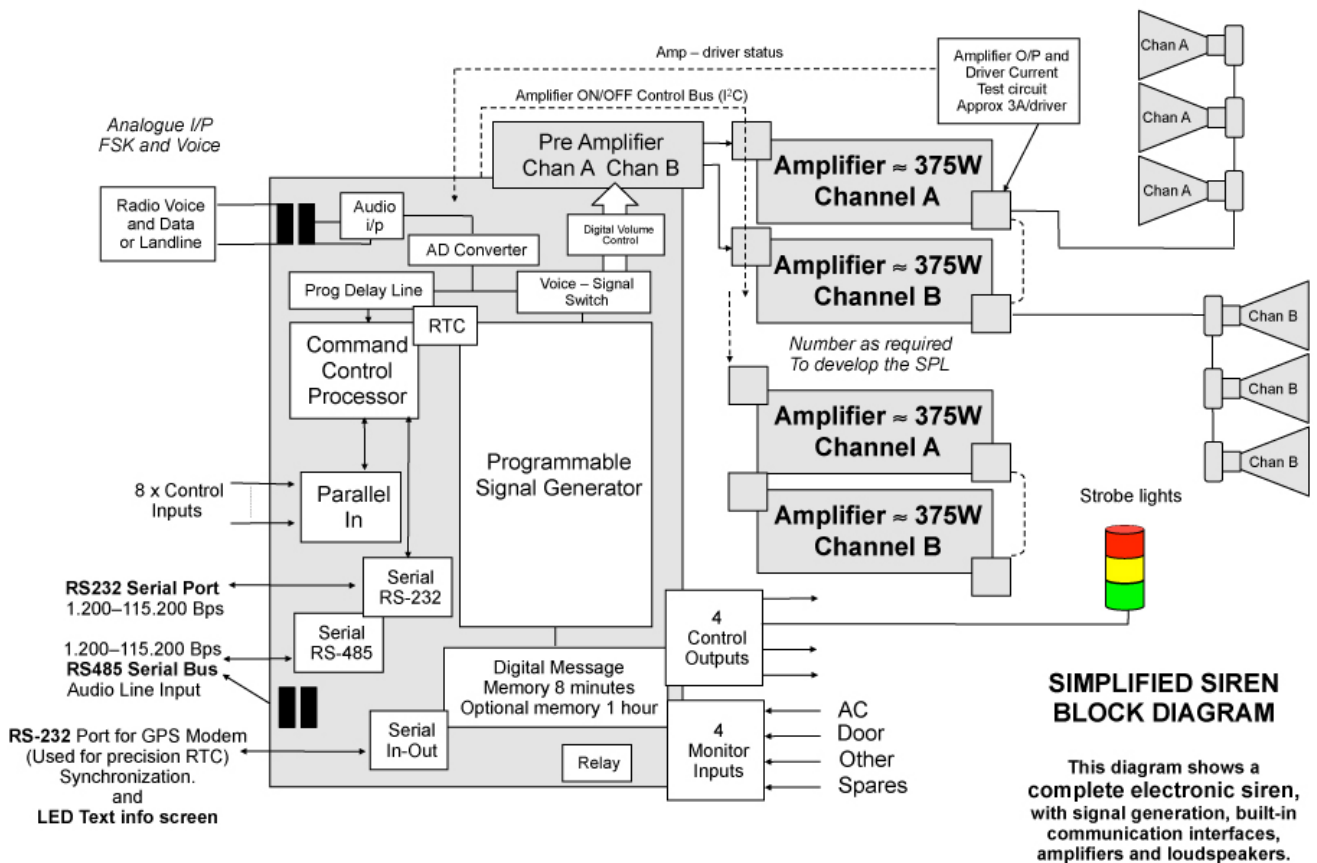 Amp – driver status
Amplifier O/P and
Driver Current
Test circuit
Approx 3A/driver
Chan A
Chan A
Chan A
Amplifier ON/OFF Control Bus (I²C)
Analogue I/P
FSK and Voice
Pre Amplifier
Chan A Chan B
Amplifier ≈ 375W
Channel A
Radio Voice
and Data
or Landline
Audio
i/p
Digital Volume
Control
AD Converter
Amplifier ≈ 375W
Channel B
Prog Delay Line
Voice – Signal
Switch
RTC
Chan B
Chan B
Chan B
Command
Control
Processor
Number as required
To develop the SPL
Amplifier ≈ 375W
Channel A
Programmable
Signal Generator
8 x Control
Inputs
Parallel
In
Amplifier ≈ 375W
Channel B
Strobe lights
RS232 Serial Port
1.200–115.200 Bps
Serial
RS-232
1.200–115.200 Bps
RS485 Serial Bus
Audio Line Input
Serial
RS-485
4
Control
Outputs
Digital Message
Memory 8 minutes
Optional memory 1 hour
RS-232 Port for GPS Modem
(Used for precision RTC)
Synchronization.
and
LED Text info screen
Serial
In-Out
Relay
4
Monitor
Inputs
AC
Door
Other
Spares
SIMPLIFIED SIREN
BLOCK DIAGRAM
This diagram shows a
complete electronic siren,
with signal generation, built-in
communication interfaces,
amplifiers and loudspeakers.